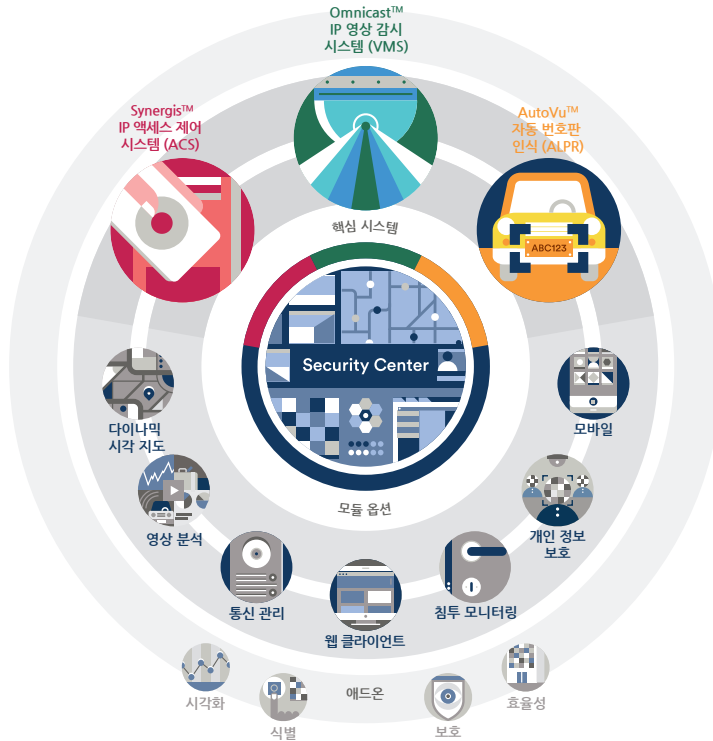 Omnicast™
IP 영상 감시
시스템 (VMS)
Synergis™
IP 액세스 제어
시스템 (ACS)
AutoVu™
자동 번호판
인식 (ALPR)
핵심 시스템
ABC123
Security Center
다이나믹
시각 지도
모바일
영상 분석
모듈 옵션
개인 정보
보호
통신 관리
침투 모니터링
웹 클라이언트
시각화
식별
애드온
보호
효율성